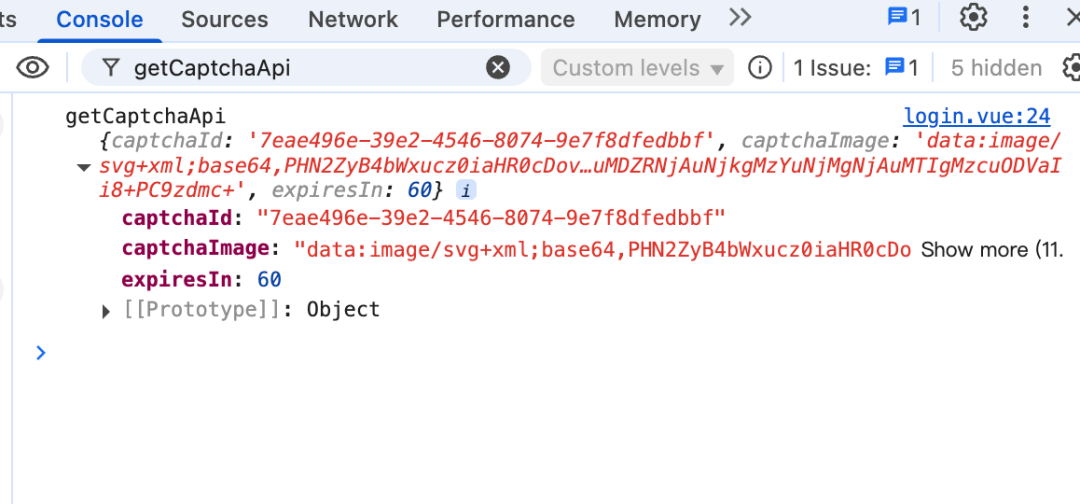 ts Console Sources Network Performance Memory 1
getCaptchaApi Custom levels 1 Issue: 1 5 hidden
getCaptchaApi login.vue:24
{captchaId: '7eae496e-39e2-4546-8074-9e7f8dfedbbf', captchaImage: 'data:image/
svg+xml;base64,PHN2ZyB4bWxucz0iaHR0cDov…uMDZRNjAuNjkgMzYuNjMgNjAuMTIgMzcuODVaI
i8+PC9zdmc+', expiresIn: 60} i
captchaId: "7eae496e-39e2-4546-8074-9e7f8dfedbbf"
captchaImage: "data:image/svg+xml;base64,PHN2ZyB4bWxucz0iaHR0cDo Show more (11.
expiresIn: 60
[[Prototype]]: Object